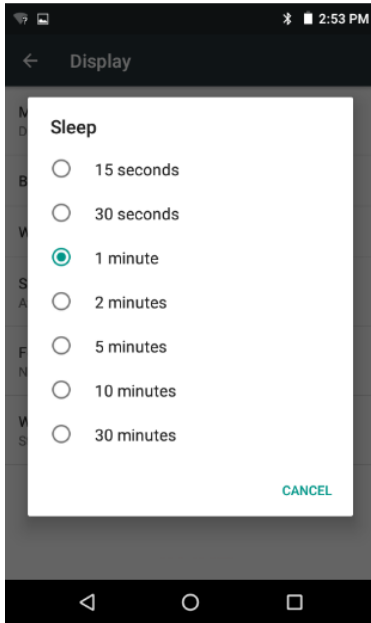 2:53 PM
Display
Sleep
15 seconds
30 seconds
1 minute
2 minutes
5 minutes
10 minutes
30 minutes
CANCEL